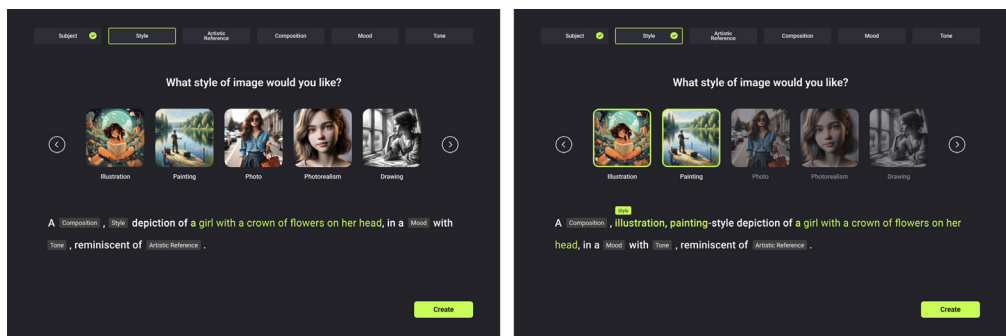 Subject Style Artistic Reference Composition Mood Tone
What style of image would you like?
Illustration Painting Photo Photorealism Drawing
A Composition , Style depiction of a girl with a crown of flowers on her head, in a Mood with
Tone , reminiscent of Artistic Reference .
Create
Subject Style Artistic Reference Composition Mood Tone
What style of image would you like?
Illustration Painting Photo Photorealism Drawing
Style
A Composition , illustration, painting-style depiction of a girl with a crown of flowers on her
head, in a Mood with Tone , reminiscent of Artistic Reference .
Create